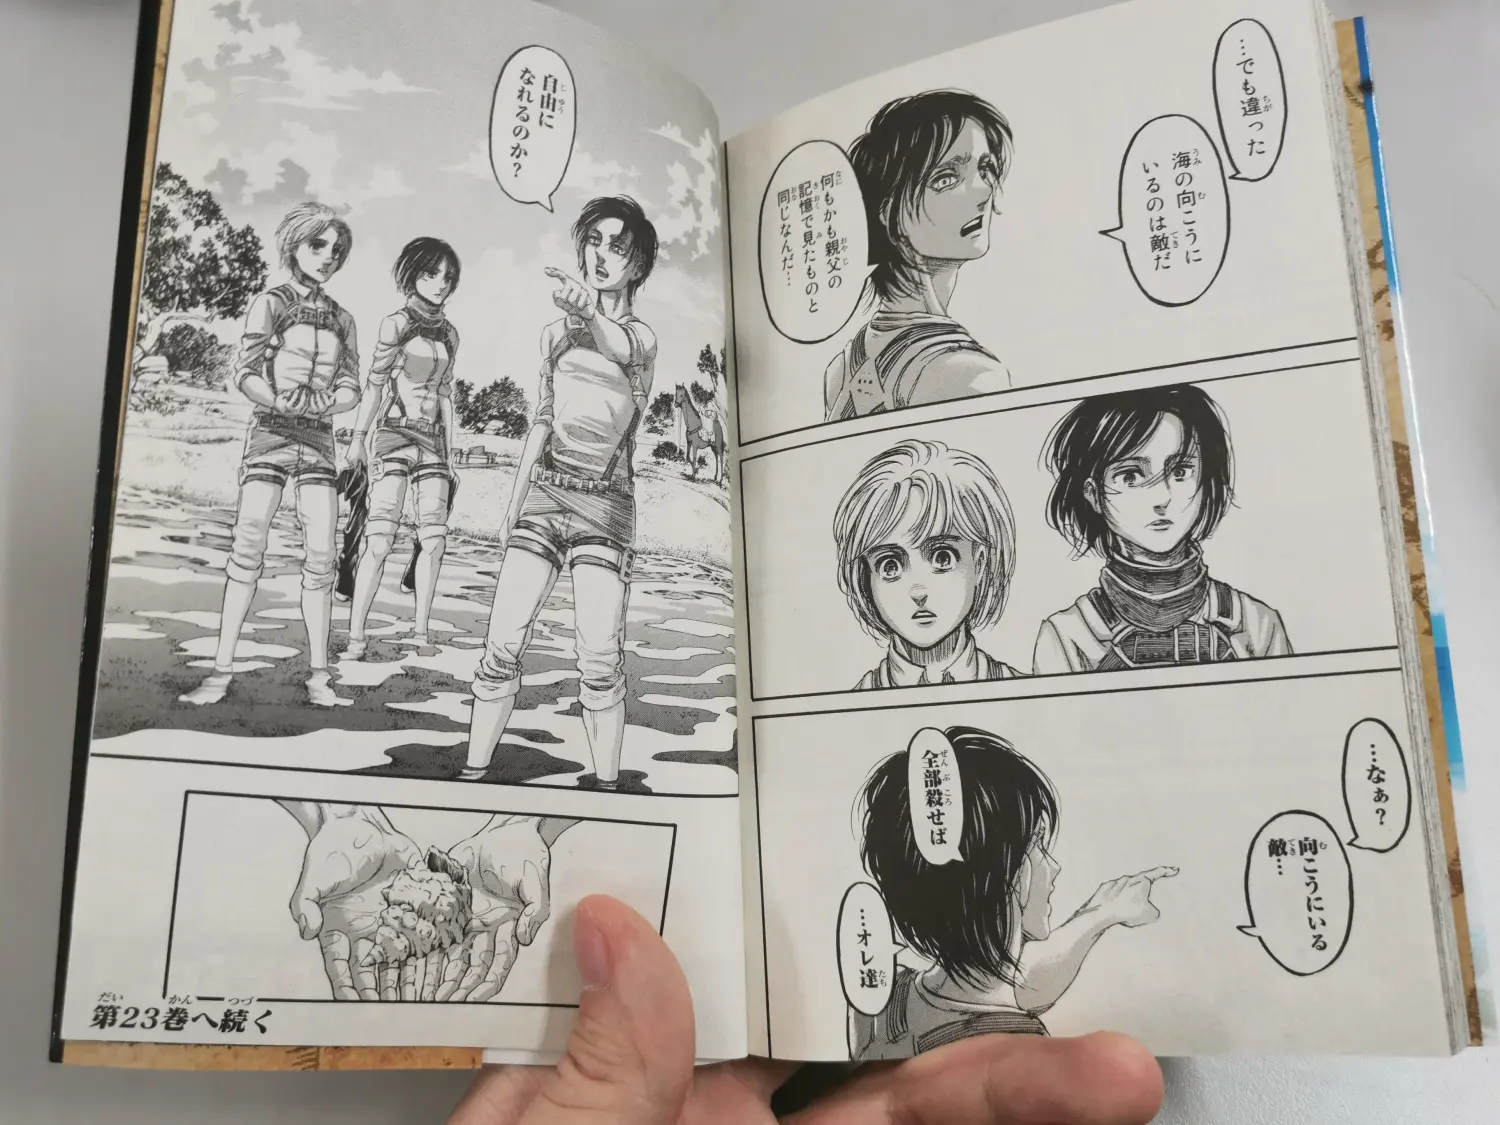 …でも違った
海の向こうに
いるのは敵だ
何もかも親父の
記憶で見たものと
同じなんだ…
…なぁ?
向こうにいる
敵…
全部殺せば
…オレ達
自由に
なれるのか?
第23巻へ続く